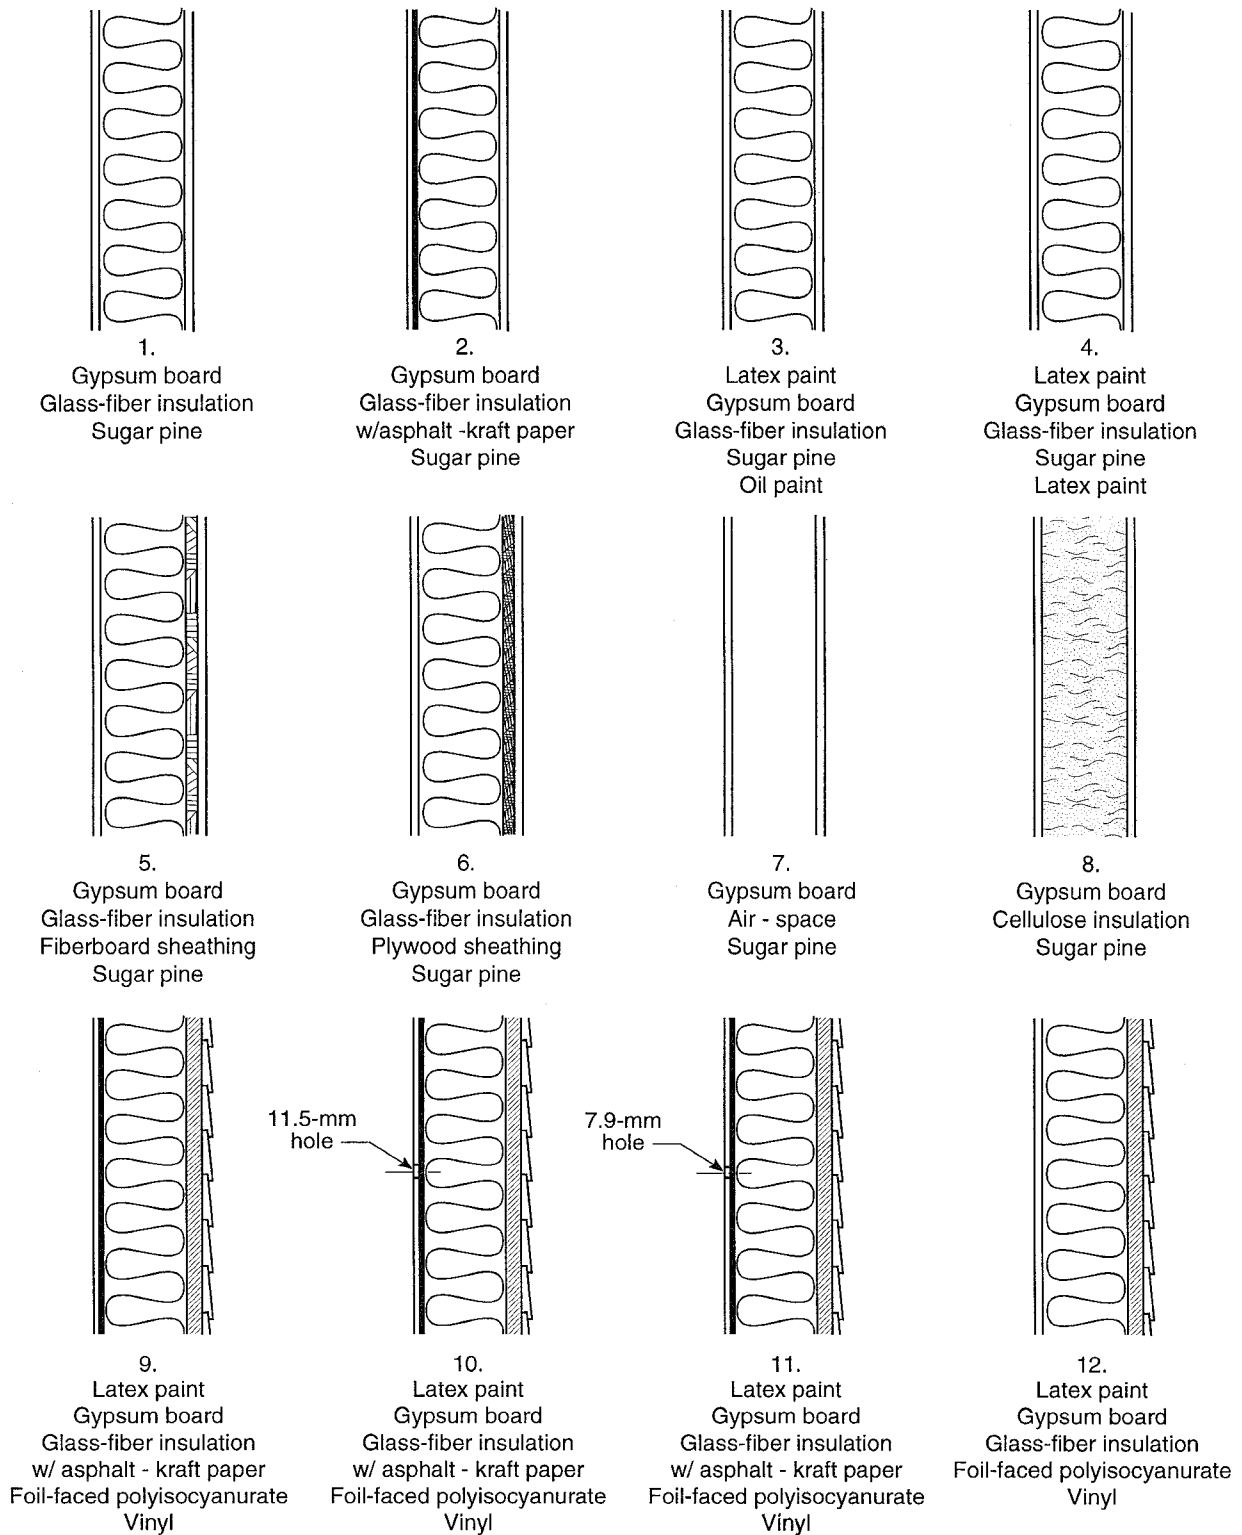 1.
Gypsum board
Glass-fiber insulation
Sugar pine
2.
Gypsum board
Glass-fiber insulation
w/asphalt -kraft paper
Sugar pine
3.
Latex paint
Gypsum board
Glass-fiber insulation
Sugar pine
Oil paint
4.
Latex paint
Gypsum board
Glass-fiber insulation
Sugar pine
Latex paint
5.
Gypsum board
Glass-fiber insulation
Fiberboard sheathing
Sugar pine
6.
Gypsum board
Glass-fiber insulation
Plywood sheathing
Sugar pine
7.
Gypsum board
Air - space
Sugar pine
8.
Gypsum board
Cellulose insulation
Sugar pine
9.
Latex paint
Gypsum board
Glass-fiber insulation
w/ asphalt - kraft paper
Foil-faced polyisocyanurate
Vinyl
11.5-mm
hole
10.
Latex paint
Gypsum board
Glass-fiber insulation
w/ asphalt - kraft paper
Foil-faced polyisocyanurate
Vinyl
7.9-mm
hole
11.
Latex paint
Gypsum board
Glass-fiber insulation
w/ asphalt - kraft paper
Foil-faced polyisocyanurate
Vinyl
12.
Latex paint
Gypsum board
Glass-fiber insulation
Foil-faced polyisocyanurate
Vinyl